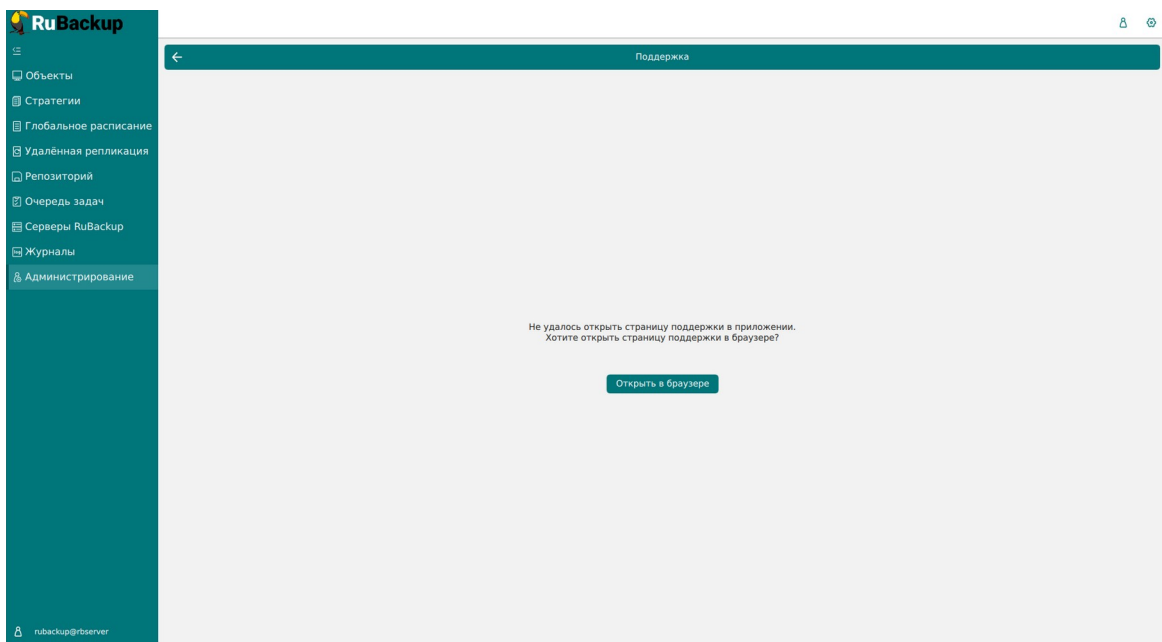 RuBackup
Поддержка
Объекты
Стратегии
Глобальное расписание
Удалённая репликация
Репозиторий
Очередь задач
Серверы RuBackup
Журналы
Администрирование
Не удалось открыть страницу поддержки в приложении.
Хотите открыть страницу поддержки в браузере?
Открыть в браузере
rubackup@rbserver